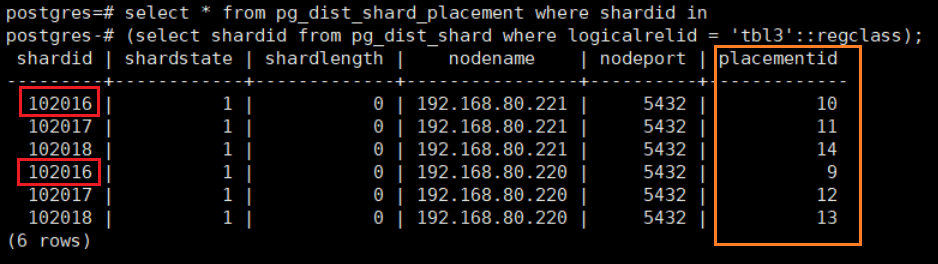 postgres=# select * from pg_dist_shard_placement where shardid in
postgres-# (select shardid from pg_dist_shard where logicalrelid = 'tbl3'::regclass);
 shardid | shardstate | shardlength |    nodename    | nodeport | placementid
---------+------------+-------------+----------------+----------+-------------
  102016 |          1 |           0 | 192.168.80.221 |     5432 |          10
  102017 |          1 |           0 | 192.168.80.221 |     5432 |          11
  102018 |          1 |           0 | 192.168.80.221 |     5432 |          14
  102016 |          1 |           0 | 192.168.80.220 |     5432 |           9
  102017 |          1 |           0 | 192.168.80.220 |     5432 |          12
  102018 |          1 |           0 | 192.168.80.220 |     5432 |          13
(6 rows)